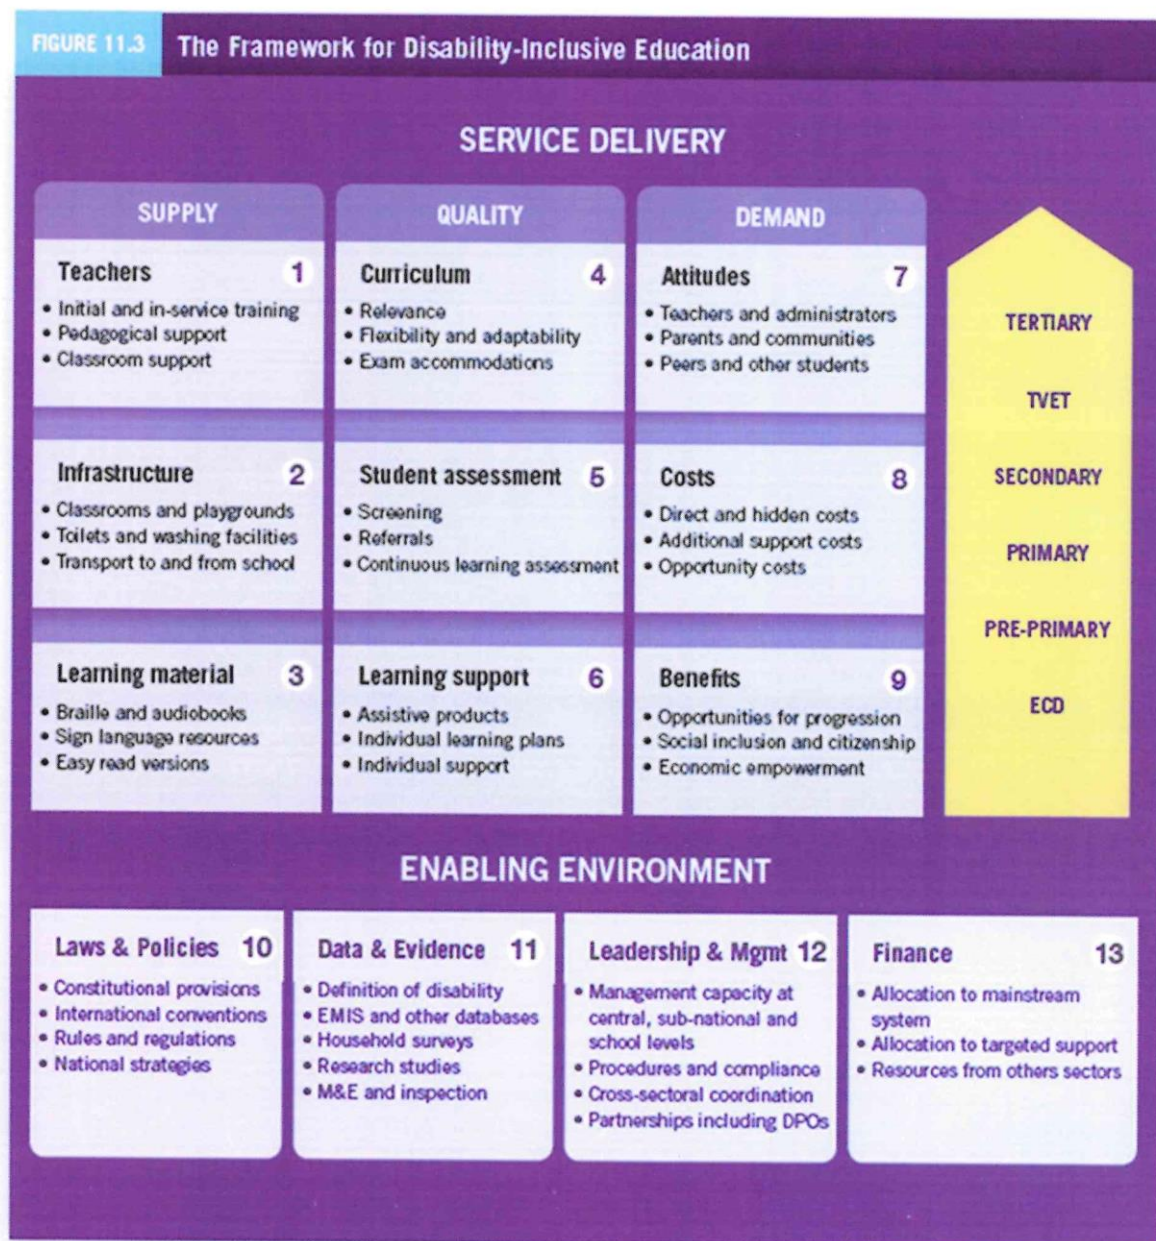 FIGURE 11.3
The Framework for Disability-Inclusive Education
SERVICE DELIVERY
SUPPLY
Teachers 1
• Initial and in-service training
• Pedagogical support
• Classroom support
Infrastructure 2
• Classrooms and playgrounds
• Toilets and washing facilities
• Transport to and from school
Learning material 3
• Braille and audiobooks
• Sign language resources
• Easy read versions
QUALITY
Curriculum 4
• Relevance
• Flexibility and adaptability
• Exam accommodations
Student assessment 5
• Screening
• Referrals
• Continuous learning assessment
Learning support 6
• Assistive products
• Individual learning plans
• Individual support
DEMAND
Attitudes 7
• Teachers and administrators
• Parents and communities
• Peers and other students
Costs 8
• Direct and hidden costs
• Additional support costs
• Opportunity costs
Benefits 9
• Opportunities for progression
• Social inclusion and citizenship
• Economic empowerment
TERTIARY
TVET
SECONDARY
PRIMARY
PRE-PRIMARY
ECD
ENABLING ENVIRONMENT
Laws & Policies 10
• Constitutional provisions
• International conventions
• Rules and regulations
• National strategies
Data & Evidence 11
• Definition of disability
• EMIS and other databases
• Household surveys
• Research studies
• M&E and inspection
Leadership & Mgmt 12
• Management capacity at
central, sub-national and
school levels
• Procedures and compliance
• Cross-sectoral coordination
• Partnerships including DPOs
Finance 13
• Allocation to mainstream
system
• Allocation to targeted support
• Resources from others sectors